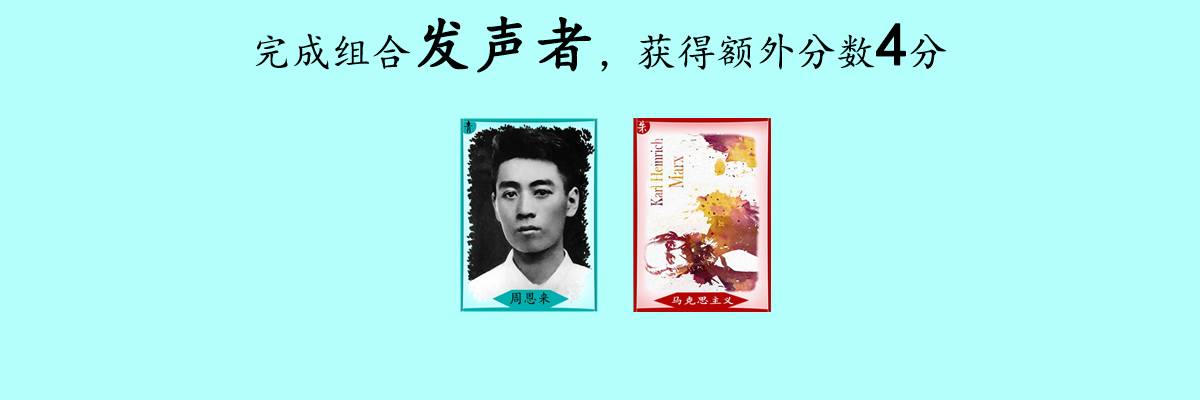 完成组合发声者，获得额外分数4分
青
朱
Karl Heinrich
Marx
周恩来
马克思主义